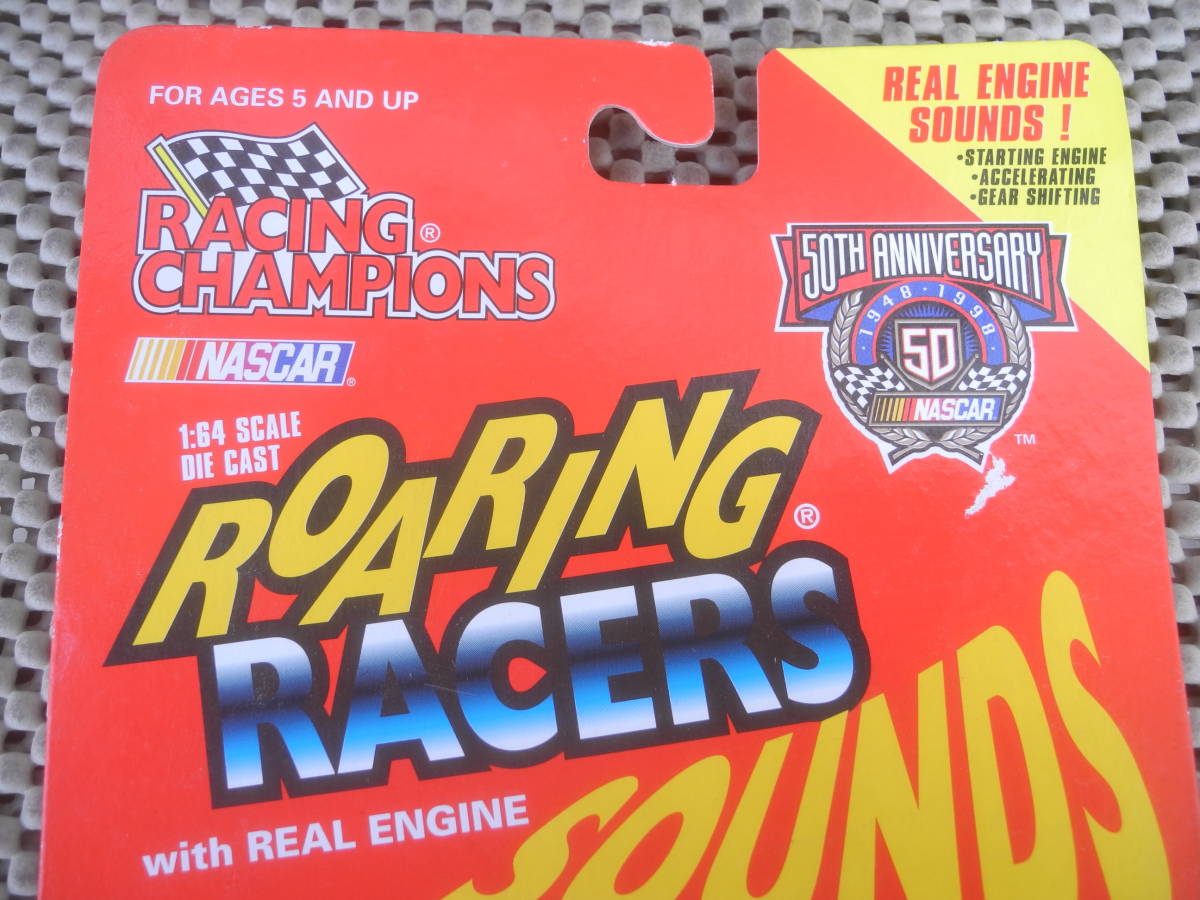 FOR AGES 5 AND UP
RACING
CHAMPIONS®
NASCAR®
1:64 SCALE
DIE CAST
REAL ENGINE
SOUNDS !
•STARTING ENGINE
•ACCELERATING
•GEAR SHIFTING
50TH ANNIVERSARY
1948 · 1998
50
NASCAR
TM
ROARING
RACERS®
with REAL ENGINE
SOUNDS